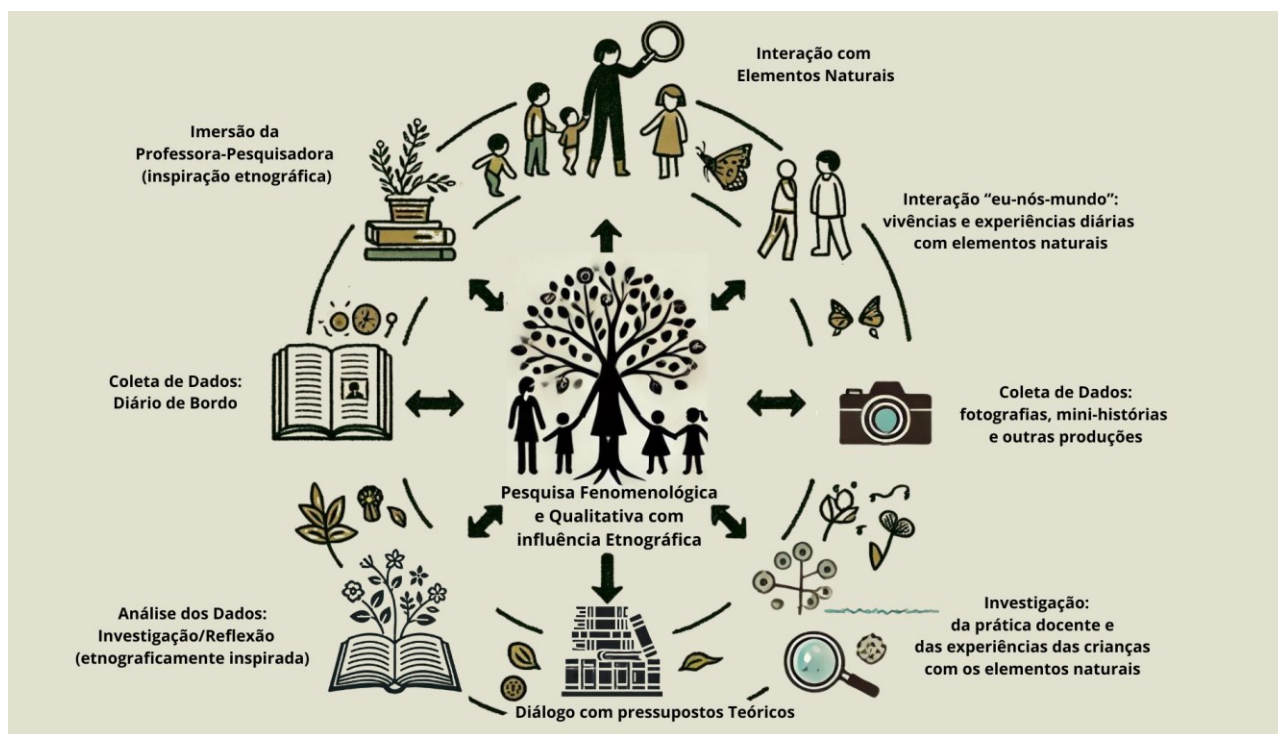 Interação com
Elementos Naturais
Imersão da
Professora-Pesquisadora
(inspiração etnográfica)
Interação “eu-nós-mundo”:
vivências e experiências diárias
com elementos naturais
Coleta de Dados:
Diário de Bordo
Coleta de Dados:
fotografias, mini-histórias
e outras produções
Pesquisa Fenomenológica
e Qualitativa com
influência Etnográfica
Análise dos Dados:
Investigação/Reflexão
(etnograficamente inspirada)
Investigação:
da prática docente e
das experiências das crianças
com os elementos naturais
Diálogo com pressupostos Teóricos